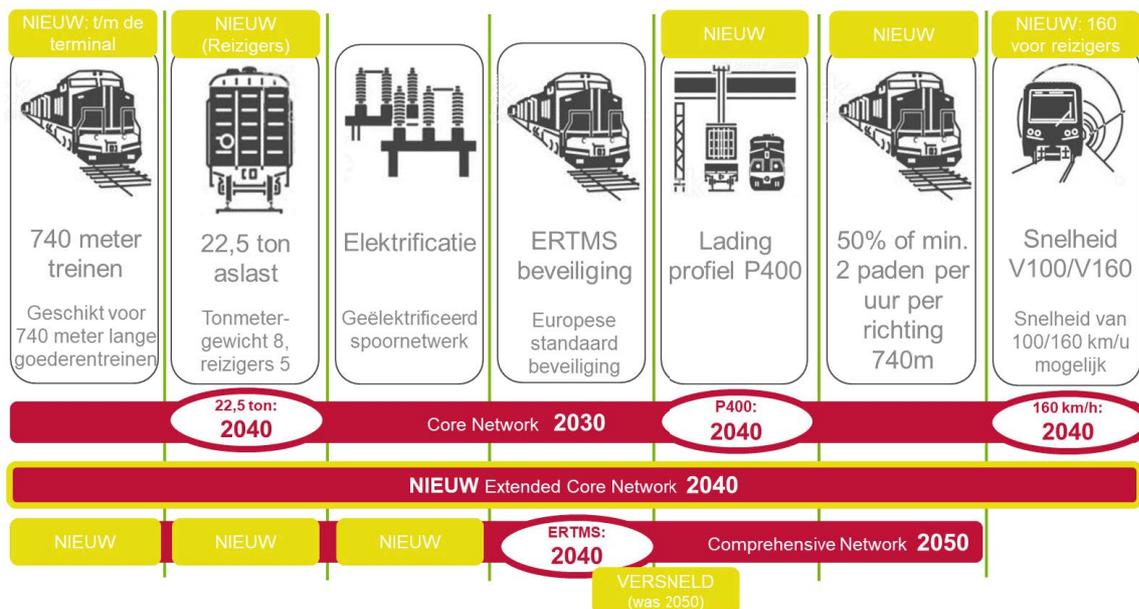 NIEUW: t/m de
terminal
NIEUW
(Reizigers)
NIEUW
NIEUW
NIEUW: 160
voor reizigers
740 meter
treinen
Geschikt voor
740 meter lange
goederentreinen
22,5 ton
aslast
Tonmeter-
gewicht 8,
reizigers 5
Elektrificatie
Geëlektrificeerd
spoornetwerk
ERTMS
beveiliging
Europese
standaard
beveiliging
Lading
profiel P400
50% of min.
2 paden per
uur per
richting
740m
Snelheid
V100/V160
Snelheid van
100/160 km/u
mogelijk
22,5 ton:
2040
Core Network 2030
P400:
2040
160 km/h:
2040
NIEUW Extended Core Network 2040
NIEUW
NIEUW
NIEUW
ERTMS:
2040
Comprehensive Network 2050
VERSNELD
(was 2050)